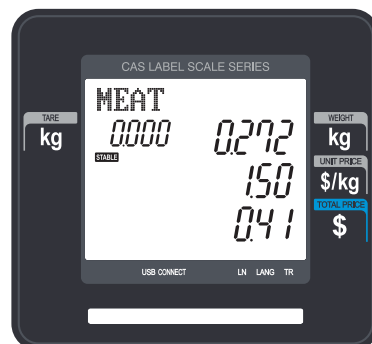 CAS LABEL SCALE SERIES
MEAT
TARE
kg
0.000
STABLE
0.272
WEIGHT
kg
1.50
UNIT PRICE
$/kg
0.41
TOTAL PRICE
$
USB CONNECT LN LANG TR